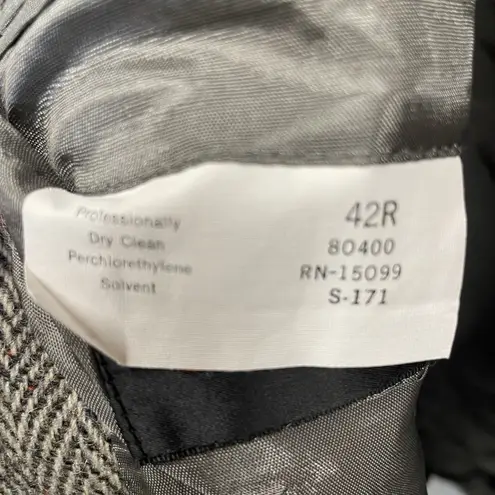 Professionally
Dry Clean
Perchlorethylene
Solvent
42R
80400
RN-15099
S-171